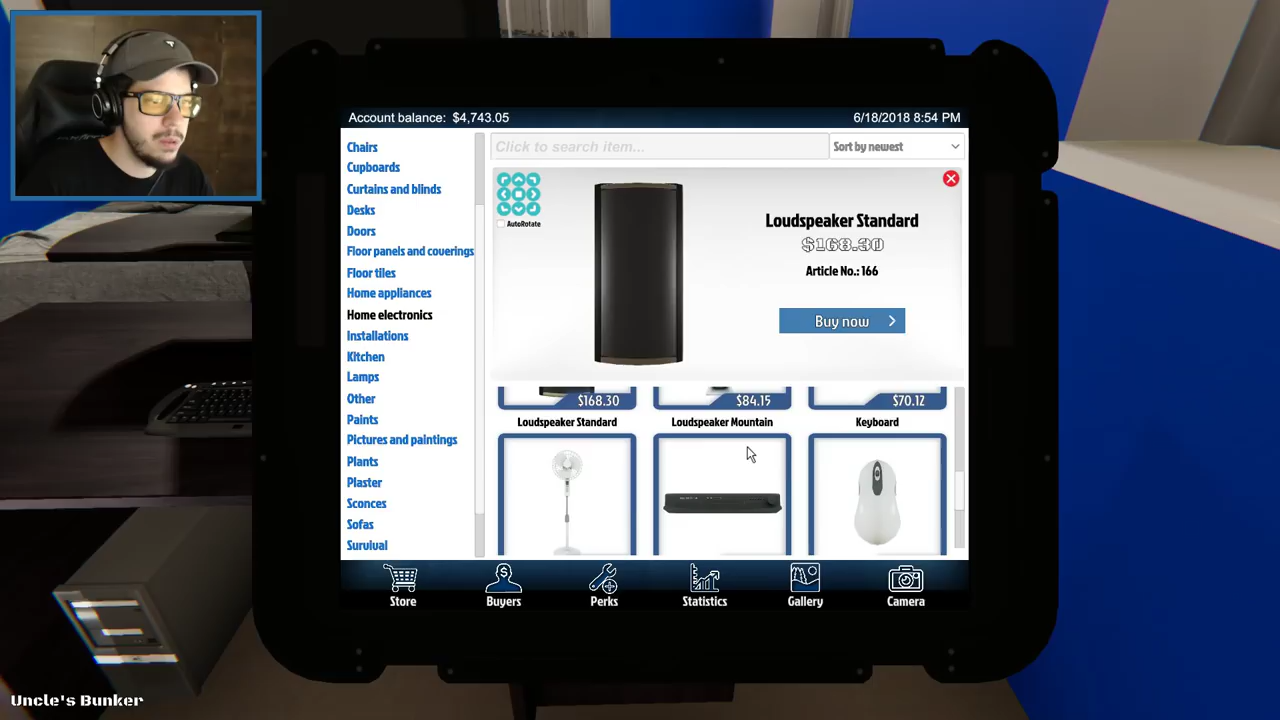 Account balance: $4,743.05
6/18/2018 8:54 PM
Chairs
Cupboards
Curtains and blinds
Desks
Doors
Floor panels and coverings
Floor tiles
Home appliances
Home electronics
Installations
Kitchen
Lamps
Other
Paints
Pictures and paintings
Plants
Plaster
Sconces
Sofas
Survival
Click to search item...
Sort by newest
AutoRotate
Loudspeaker Standard
$168.30
Article No.: 166
Buy now
$168.30
$84.15
$70.12
Loudspeaker Standard
Loudspeaker Mountain
Keyboard
Store
Buyers
Perks
Statistics
Gallery
Camera
Uncle's Bunker